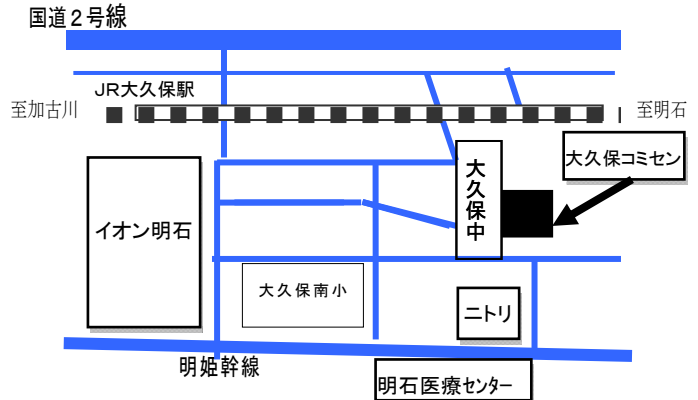 国道２号線
ＪＲ大久保駅
至加古川
至明石
大久保コミセン
大久保中
イオン明石
大久保南小
ニトリ
明姫幹線
明石医療センター